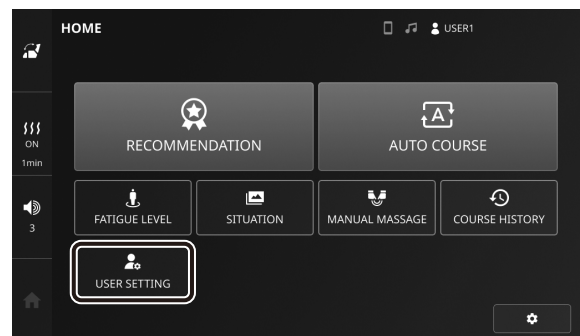 HOME
USER1
ON
1min
3
RECOMMENDATION
A
AUTO COURSE
FATIGUE LEVEL
SITUATION
MANUAL MASSAGE
COURSE HISTORY
USER SETTING